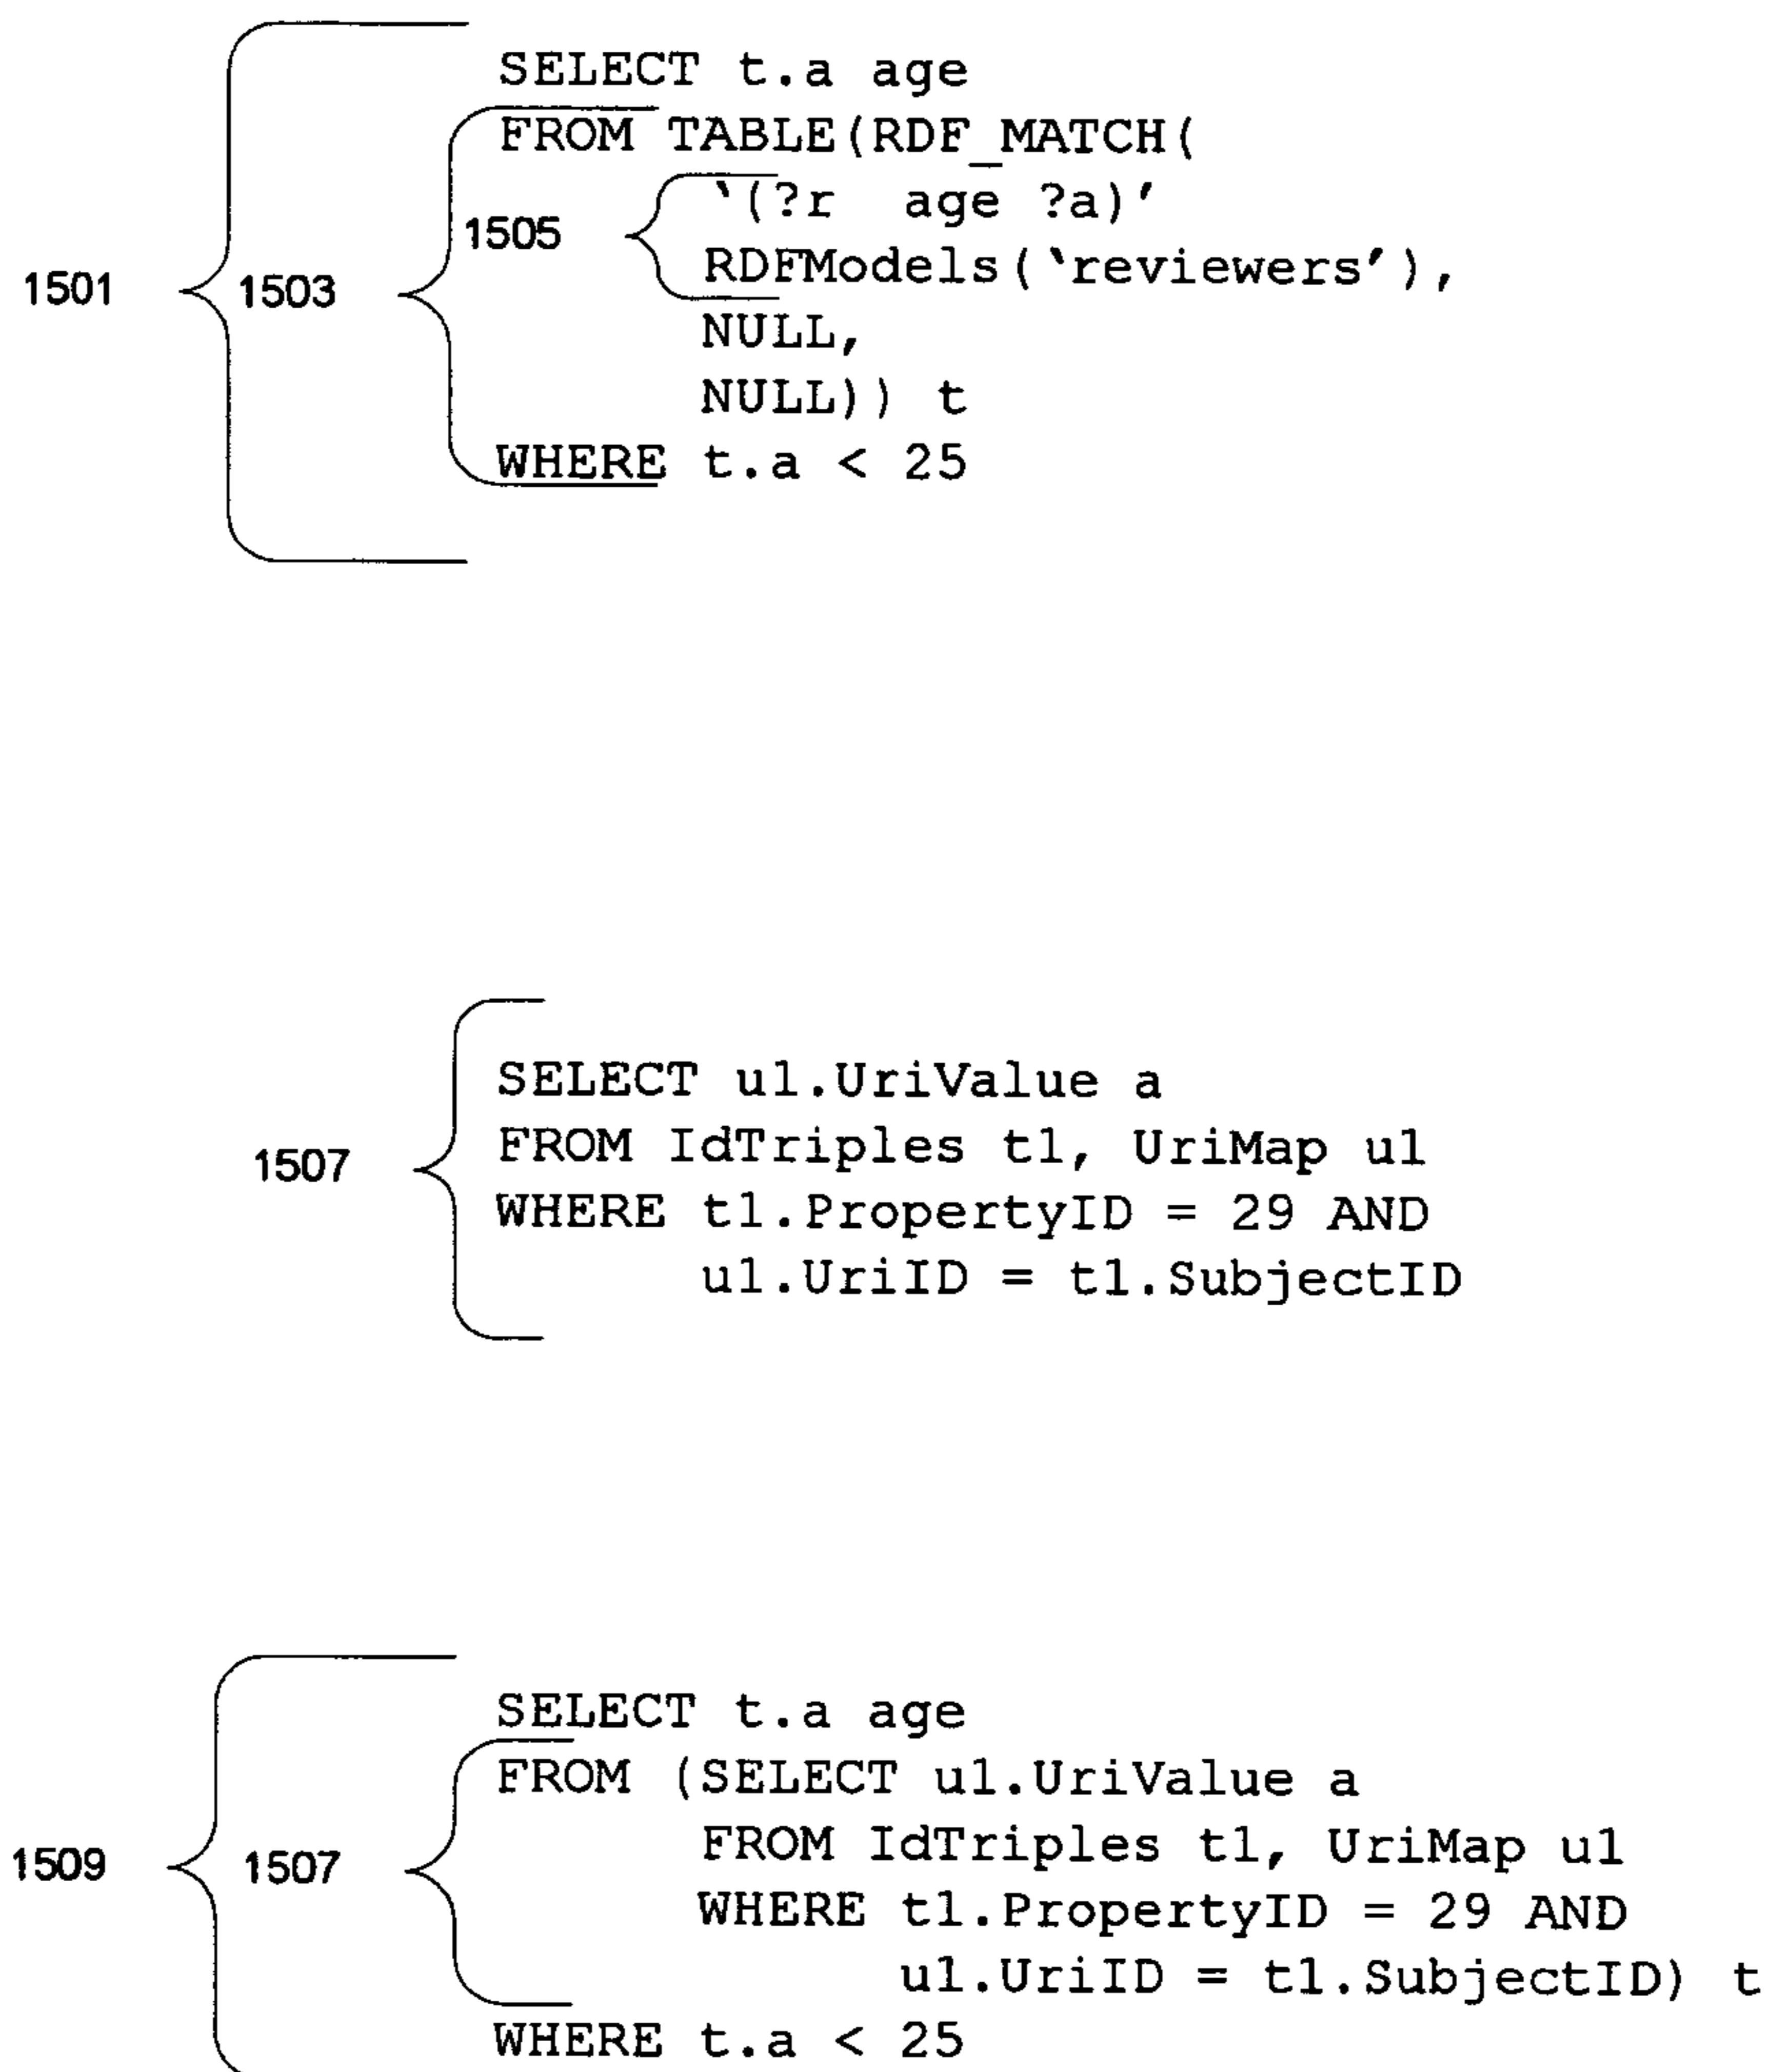 SELECT t.a age
FROM TABLE(RDF_MATCH(
‵(?r age ?a)′
1505
RDFModels(‵reviewers′),
1501 1503
NULL,
NULL)) t
WHERE t.a < 25
SELECT u1.UriValue a
FROM IdTriples t1, UriMap u1
1507
WHERE t1.PropertyID = 29 AND
u1.UriID = t1.SubjectID
SELECT t.a age
FROM (SELECT u1.UriValue a
FROM IdTriples t1, UriMap u1
1509 1507
WHERE t1.PropertyID = 29 AND
u1.UriID = t1.SubjectID) t
WHERE t.a < 25